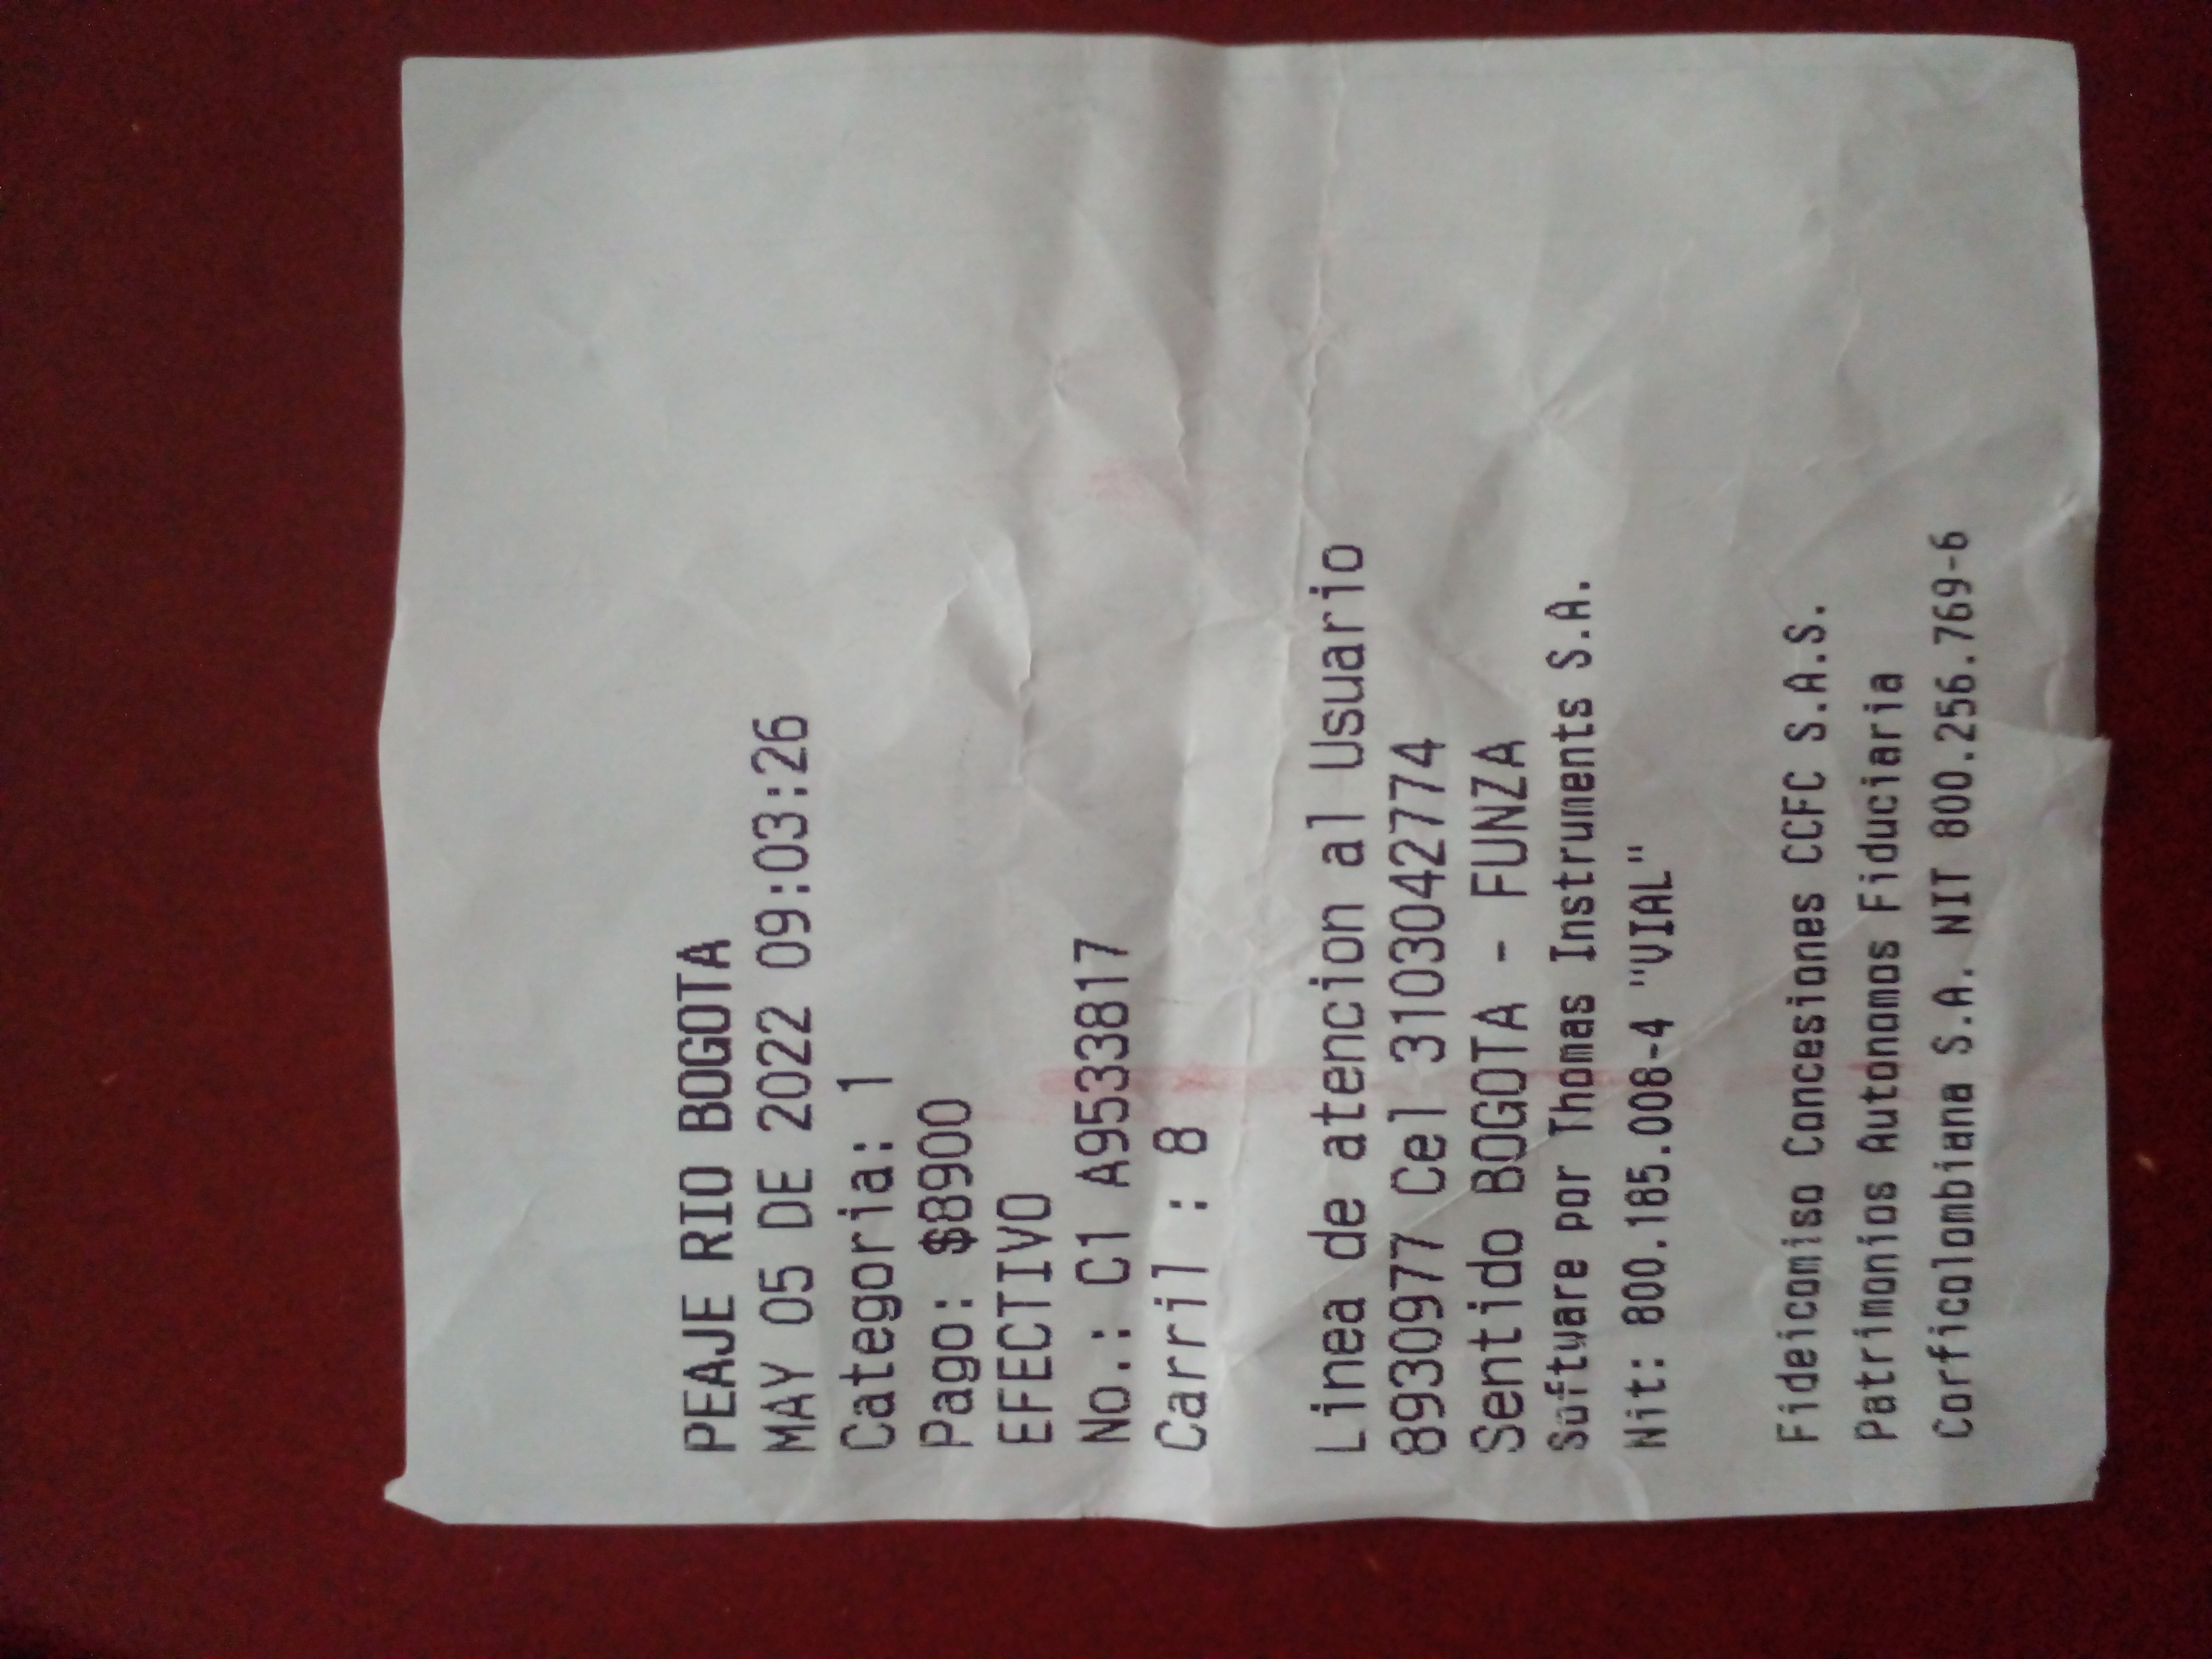 PEAJE RIO BOGOTA
MAY 05 DE 2022 09:03:26
Categoria: 1
Pago: $8900
EFECTIVO
No.: C1 A9533817
Carril : 8
Linea de atencion al Usuario
8930977 Cel 3103042774
Sentido BOGOTA - FUNZA
Software por Thomas Instruments S.A.
Nit: 800.185.008-4 "VIAL"
Fideicomiso Concesiones CCFC S.A.S.
Patrimonios Autonomos Fiduciaria
Corficolombiana S.A. NIT 800.256.769-6